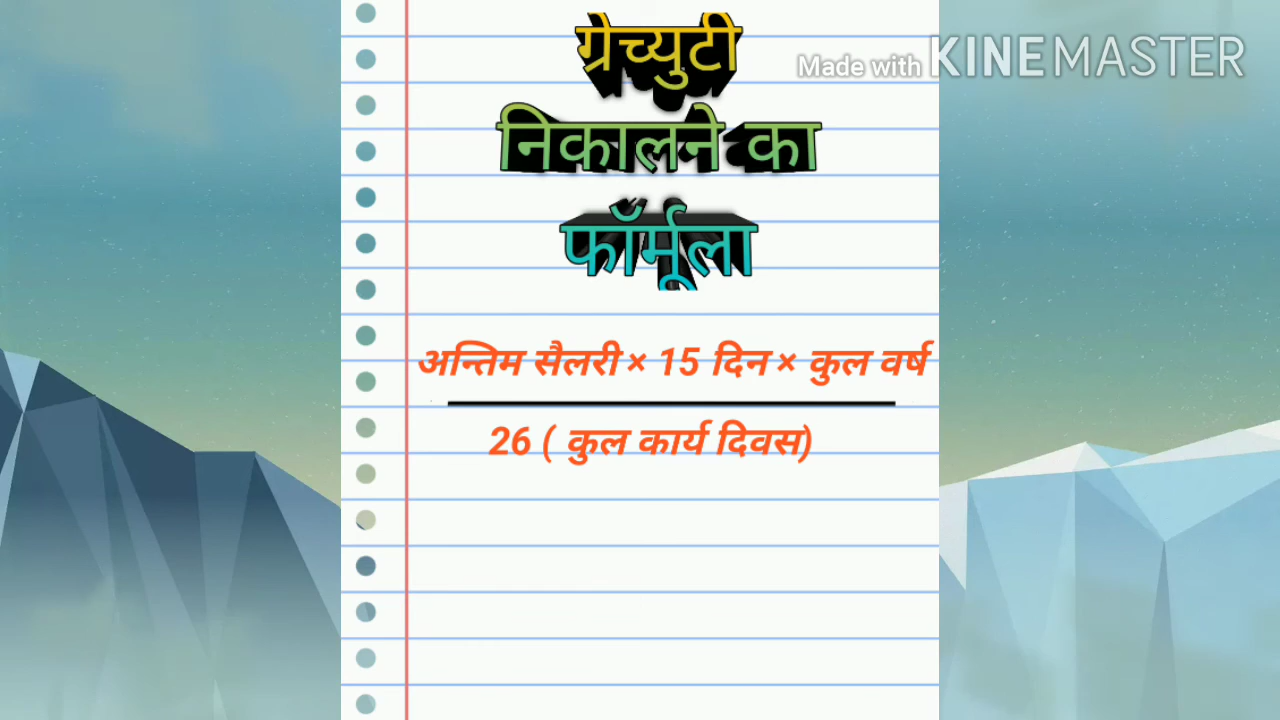 ग्रेच्युटी
Made with KINEMASTER
निकालने का
फॉर्मूला
अन्तिम सैलरी × 15 दिन × कुल वर्ष
26 ( कुल कार्य दिवस)